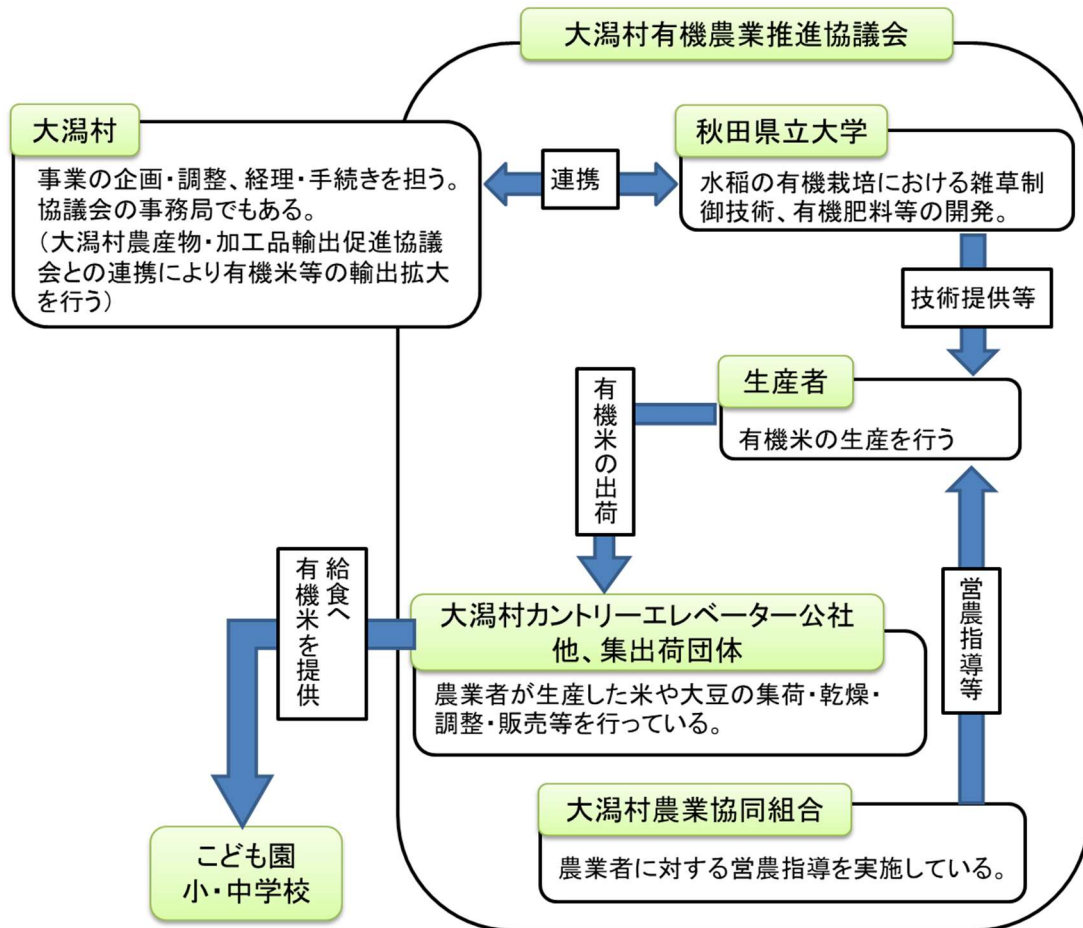 大潟村有機農業推進協議会
大潟村
事業の企画・調整、経理・手続きを担う。
協議会の事務局でもある。
（大潟村農産物・加工品輸出促進協議
会との連携により有機米等の輸出拡大
を行う）
連携
秋田県立大学
水稲の有機栽培における雑草制
御技術、有機肥料等の開発。
技術提供等
生産者
有機米の生産を行う
有機米の出荷
給食へ
有機米を提供
大潟村カントリーエレベーター公社
他、集出荷団体
農業者が生産した米や大豆の集荷・乾燥・
調整・販売等を行っている。
営農指導等
大潟村農業協同組合
農業者に対する営農指導を実施している。
こども園
小・中学校